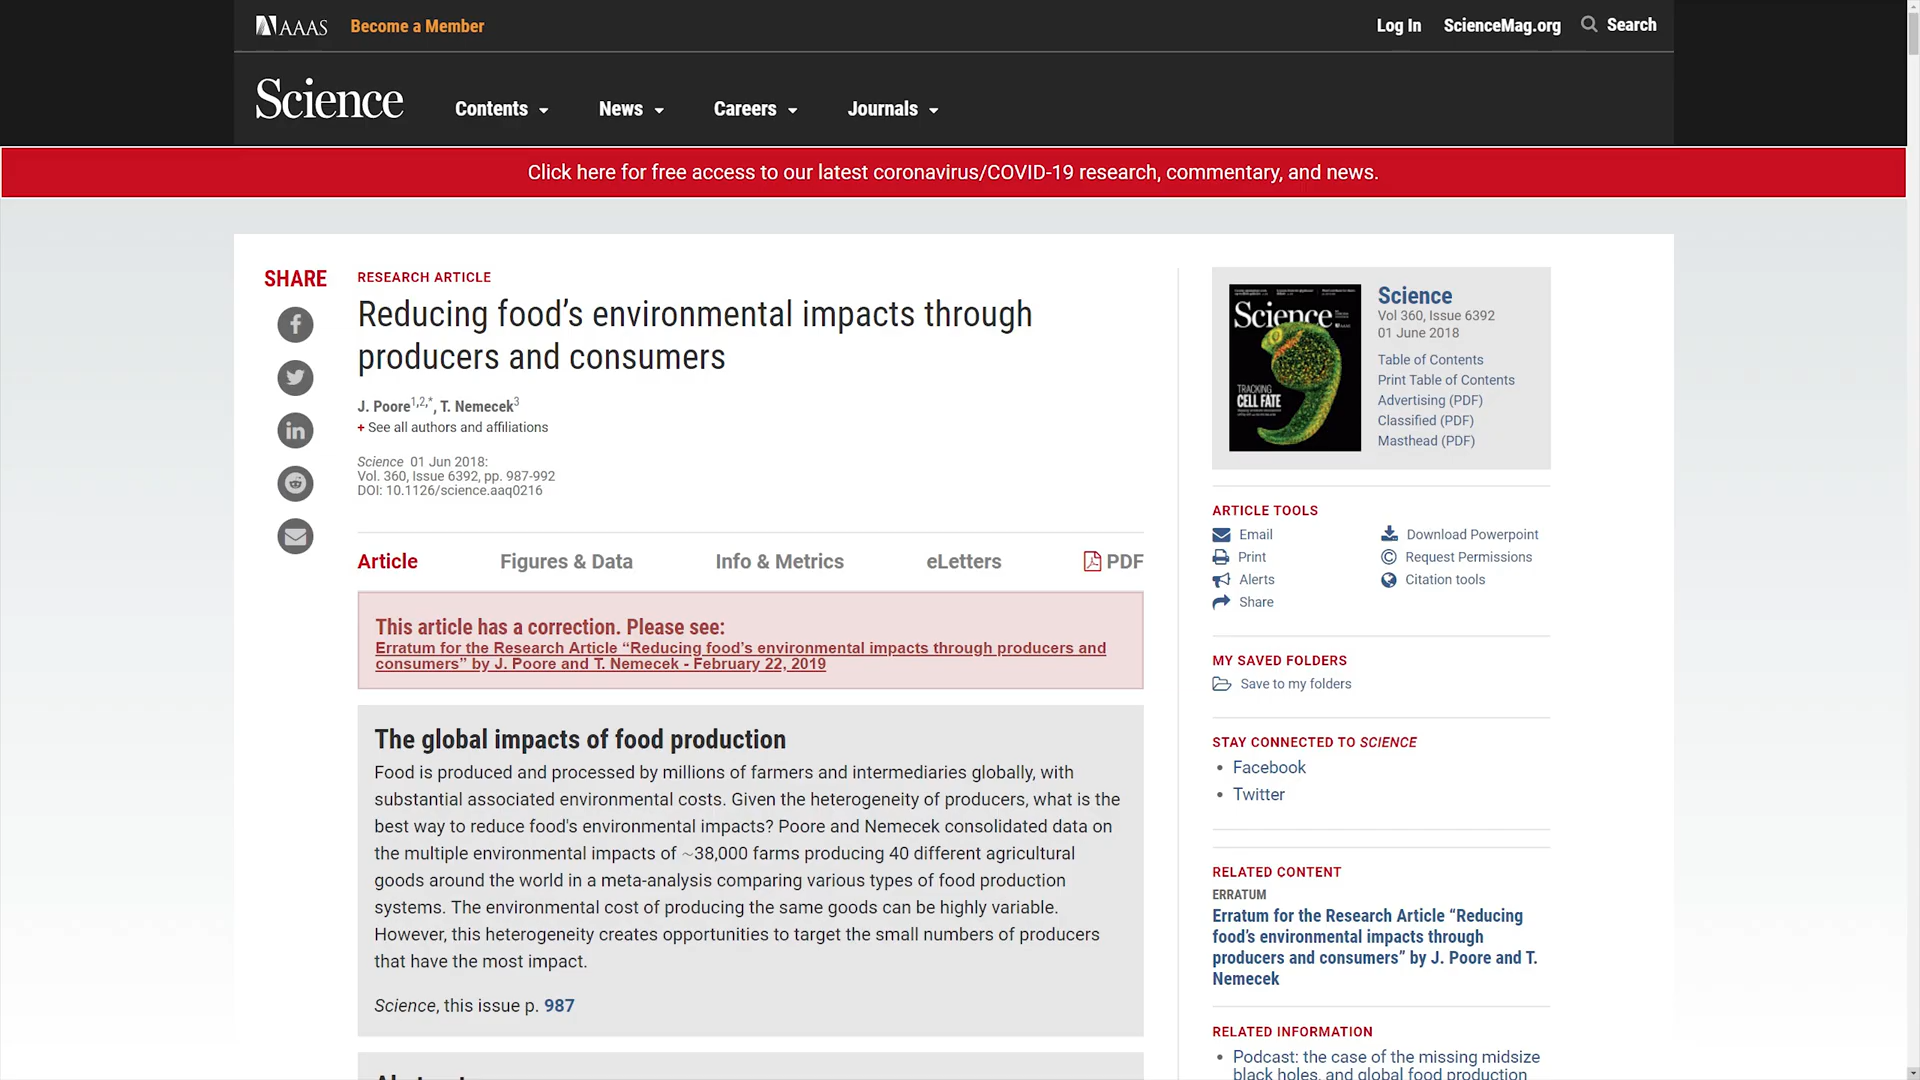 AAAS Become a Member Log In ScienceMag.org Search
Science Contents News Careers Journals
Click here for free access to our latest coronavirus/COVID-19 research, commentary, and news.
SHARE
RESEARCH ARTICLE
Reducing food’s environmental impacts through
producers and consumers
J. Poore1,2,*, T. Nemecek3
+ See all authors and affiliations
Science 01 Jun 2018:
Vol. 360, Issue 6392, pp. 987-992
DOI: 10.1126/science.aaq0216
Article Figures & Data Info & Metrics eLetters PDF
This article has a correction. Please see:
Erratum for the Research Article “Reducing food’s environmental impacts through producers and
consumers” by J. Poore and T. Nemecek - February 22, 2019
The global impacts of food production
Food is produced and processed by millions of farmers and intermediaries globally, with
substantial associated environmental costs. Given the heterogeneity of producers, what is the
best way to reduce food's environmental impacts? Poore and Nemecek consolidated data on
the multiple environmental impacts of ~38,000 farms producing 40 different agricultural
goods around the world in a meta-analysis comparing various types of food production
systems. The environmental cost of producing the same goods can be highly variable.
However, this heterogeneity creates opportunities to target the small numbers of producers
that have the most impact.
Science, this issue p. 987
Science
TRACKING
CELL FATE
Science
Vol 360, Issue 6392
01 June 2018
Table of Contents
Print Table of Contents
Advertising (PDF)
Classified (PDF)
Masthead (PDF)
ARTICLE TOOLS
Email Download Powerpoint
Print Request Permissions
Alerts Citation tools
Share
MY SAVED FOLDERS
Save to my folders
STAY CONNECTED TO SCIENCE
• Facebook
• Twitter
RELATED CONTENT
ERRATUM
Erratum for the Research Article “Reducing
food’s environmental impacts through
producers and consumers” by J. Poore and T.
Nemecek
RELATED INFORMATION
• Podcast: the case of the missing midsize
black holes, and global food production